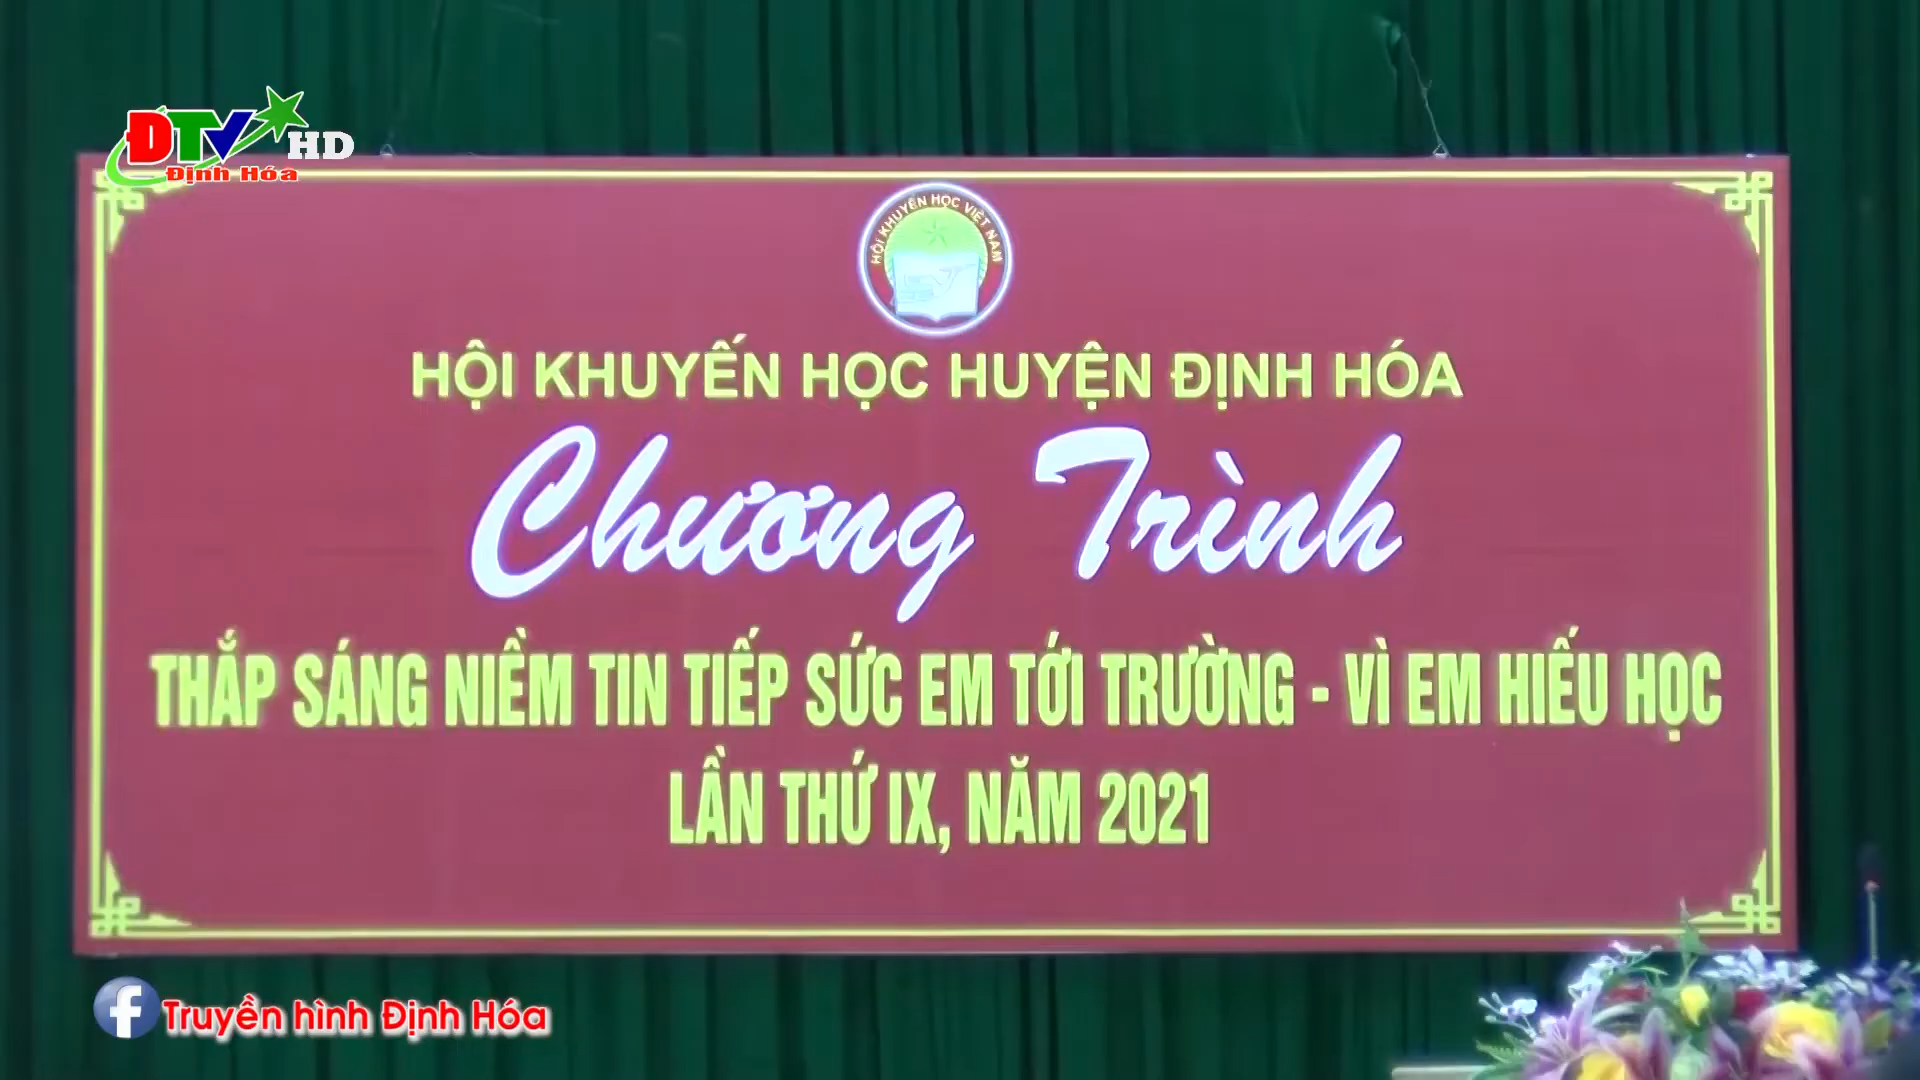 ĐTV HD
Định Hóa
HỘI KHUYẾN HỌC VIỆT NAM
HỘI KHUYẾN HỌC HUYỆN ĐỊNH HÓA
Chương Trình
THẮP SÁNG NIỀM TIN TIẾP SỨC EM TỚI TRƯỜNG - VÌ EM HIẾU HỌC
LẦN THỨ IX, NĂM 2021
f Truyền hình Định Hóa